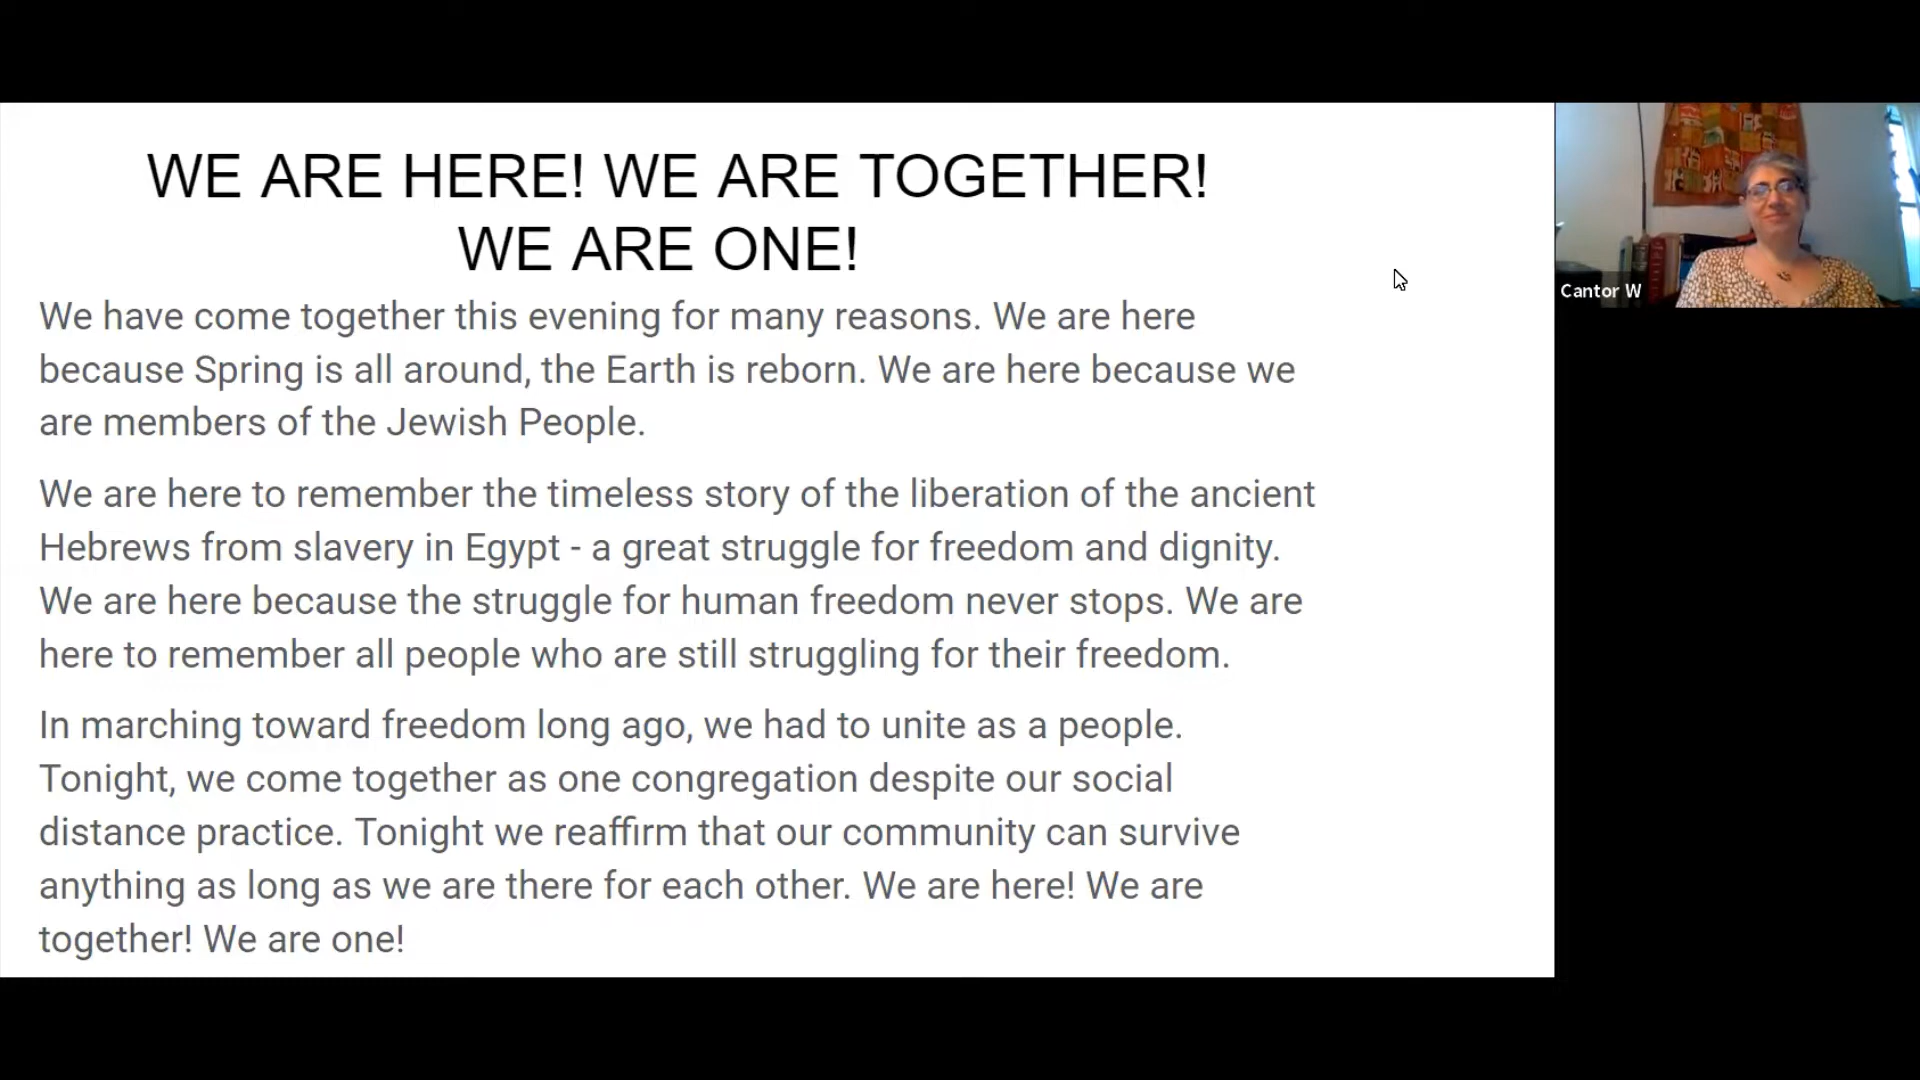 WE ARE HERE! WE ARE TOGETHER!
WE ARE ONE!
We have come together this evening for many reasons. We are here
because Spring is all around, the Earth is reborn. We are here because we
are members of the Jewish People.
We are here to remember the timeless story of the liberation of the ancient
Hebrews from slavery in Egypt - a great struggle for freedom and dignity.
We are here because the struggle for human freedom never stops. We are
here to remember all people who are still struggling for their freedom.
In marching toward freedom long ago, we had to unite as a people.
Tonight, we come together as one congregation despite our social
distance practice. Tonight we reaffirm that our community can survive
anything as long as we are there for each other. We are here! We are
together! We are one!
Cantor W